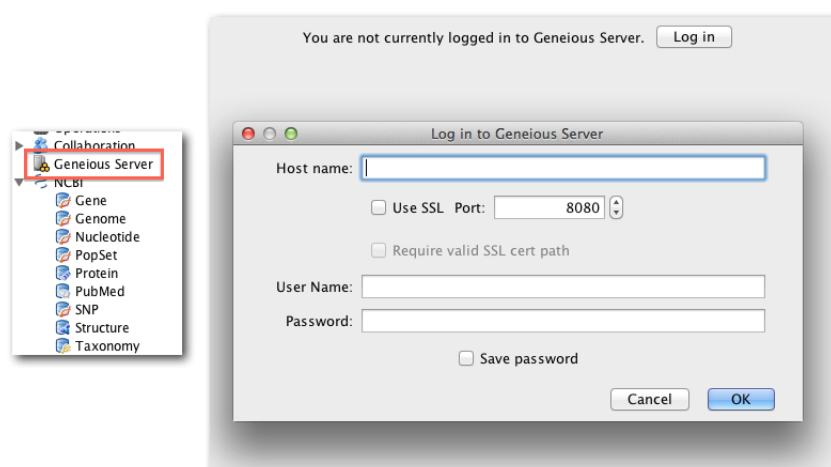 You are not currently logged in to Geneious Server. Log in
Operations
Collaboration
Geneious Server
NCBI
Gene
Genome
Nucleotide
PopSet
Protein
PubMed
SNP
Structure
Taxonomy
Log in to Geneious Server
Host name:
Use SSL Port: 8080
Require valid SSL cert path
User Name:
Password:
Save password
Cancel OK